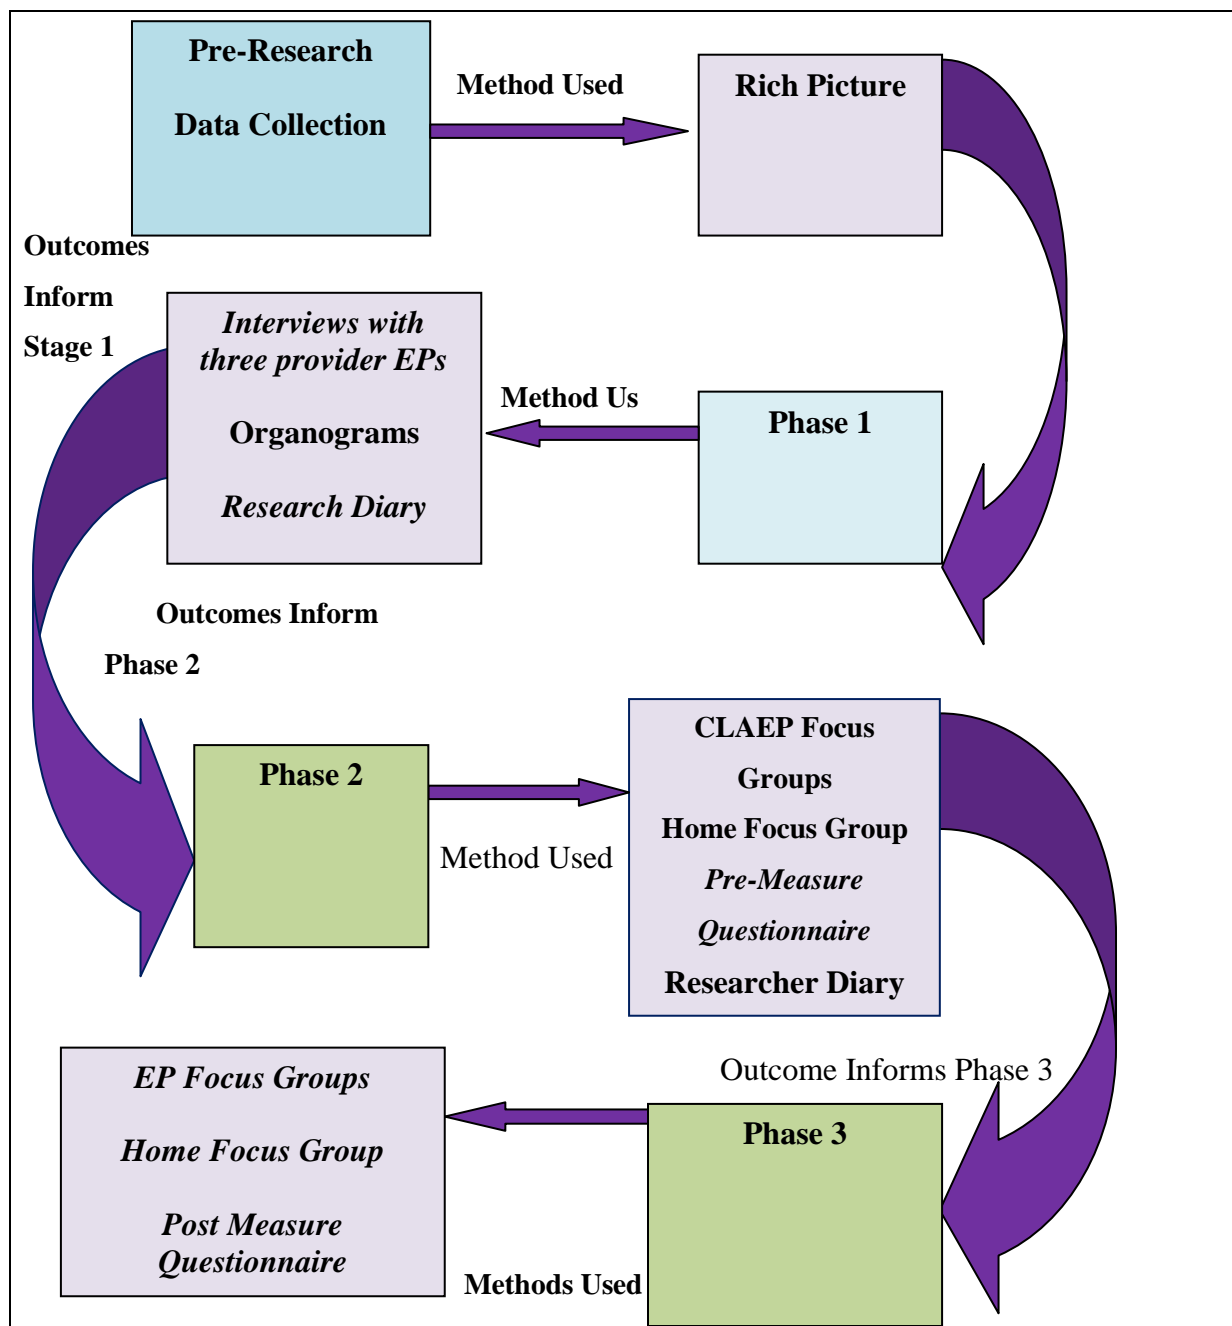 Pre-Research
Data Collection
Method Used
Rich Picture
Outcomes
Inform
Stage 1
Interviews with
three provider EPs
Organograms
Research Diary
Method Us
Phase 1
Outcomes Inform
Phase 2
Phase 2
Method Used
CLAEP Focus
Groups
Home Focus Group
Pre-Measure
Questionnaire
Researcher Diary
Outcome Informs Phase 3
EP Focus Groups
Home Focus Group
Post Measure
Questionnaire
Phase 3
Methods Used